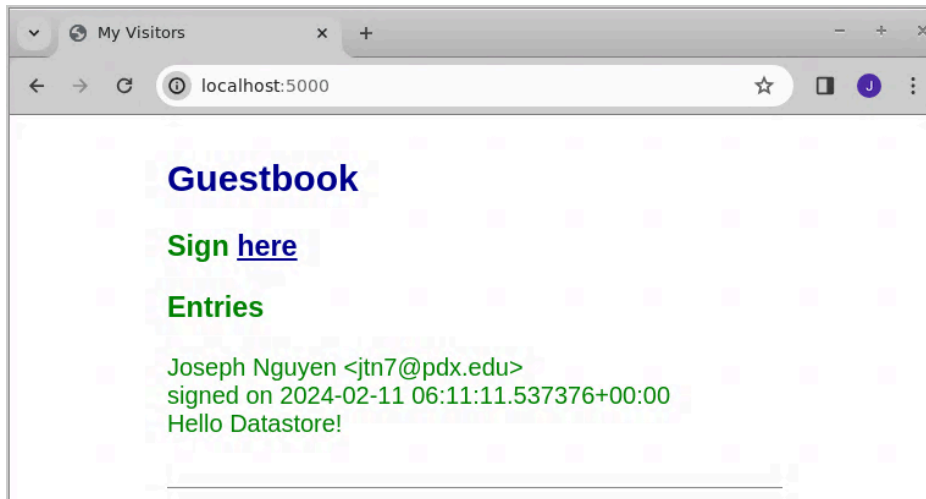 My Visitors
localhost:5000
J
Guestbook
Sign here
Entries
Joseph Nguyen <jtn7@pdx.edu>
signed on 2024-02-11 06:11:11.537376+00:00
Hello Datastore!